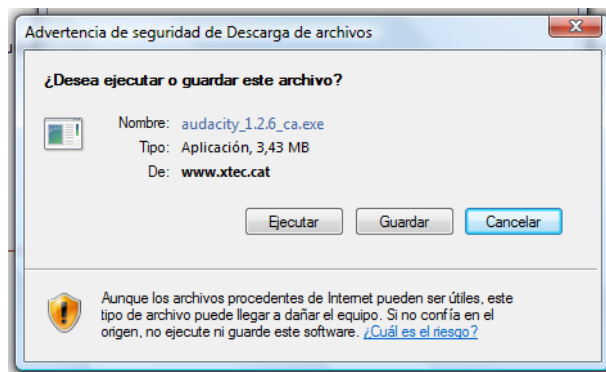 Advertencia de seguridad de Descarga de archivos
¿Desea ejecutar o guardar este archivo?
Nombre: audacity_1.2.6_ca.exe
Tipo: Aplicación, 3,43 MB
De: www.xtec.cat
Ejecutar Guardar Cancelar
Aunque los archivos procedentes de Internet pueden ser útiles, este
tipo de archivo puede llegar a dañar el equipo. Si no confía en el
origen, no ejecute ni guarde este software. ¿Cuál es el riesgo?